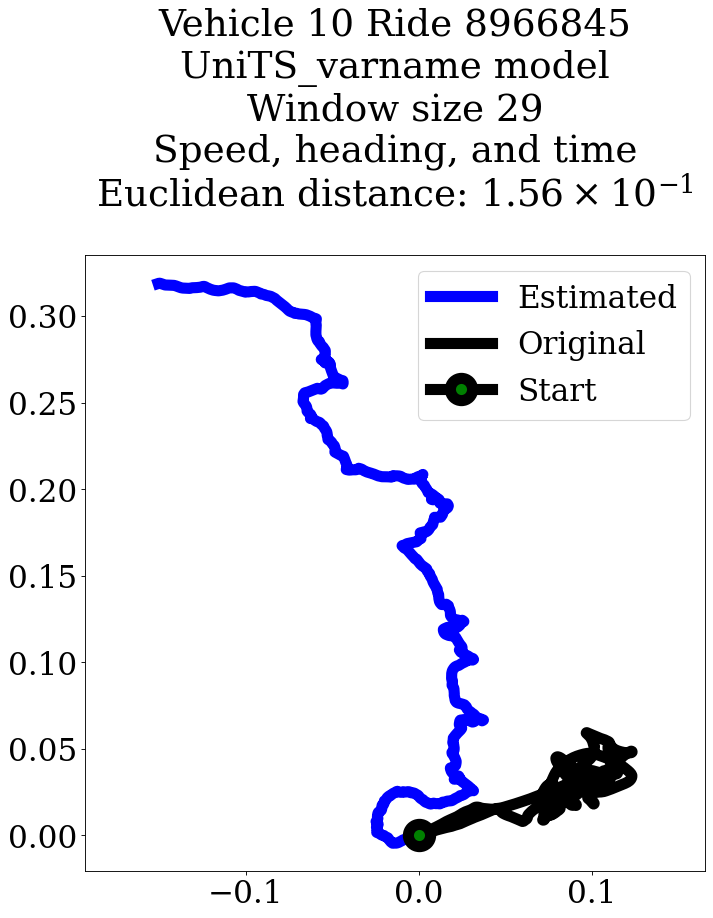 Vehicle 10 Ride 8966845
UniTS_varname model
Window size 29
Speed, heading, and time
Euclidean distance: $1.56 \times 10^{-1}$
Estimated
Original
Start
0.30
0.25
0.20
0.15
0.10
0.05
0.00
−0.1 0.0 0.1